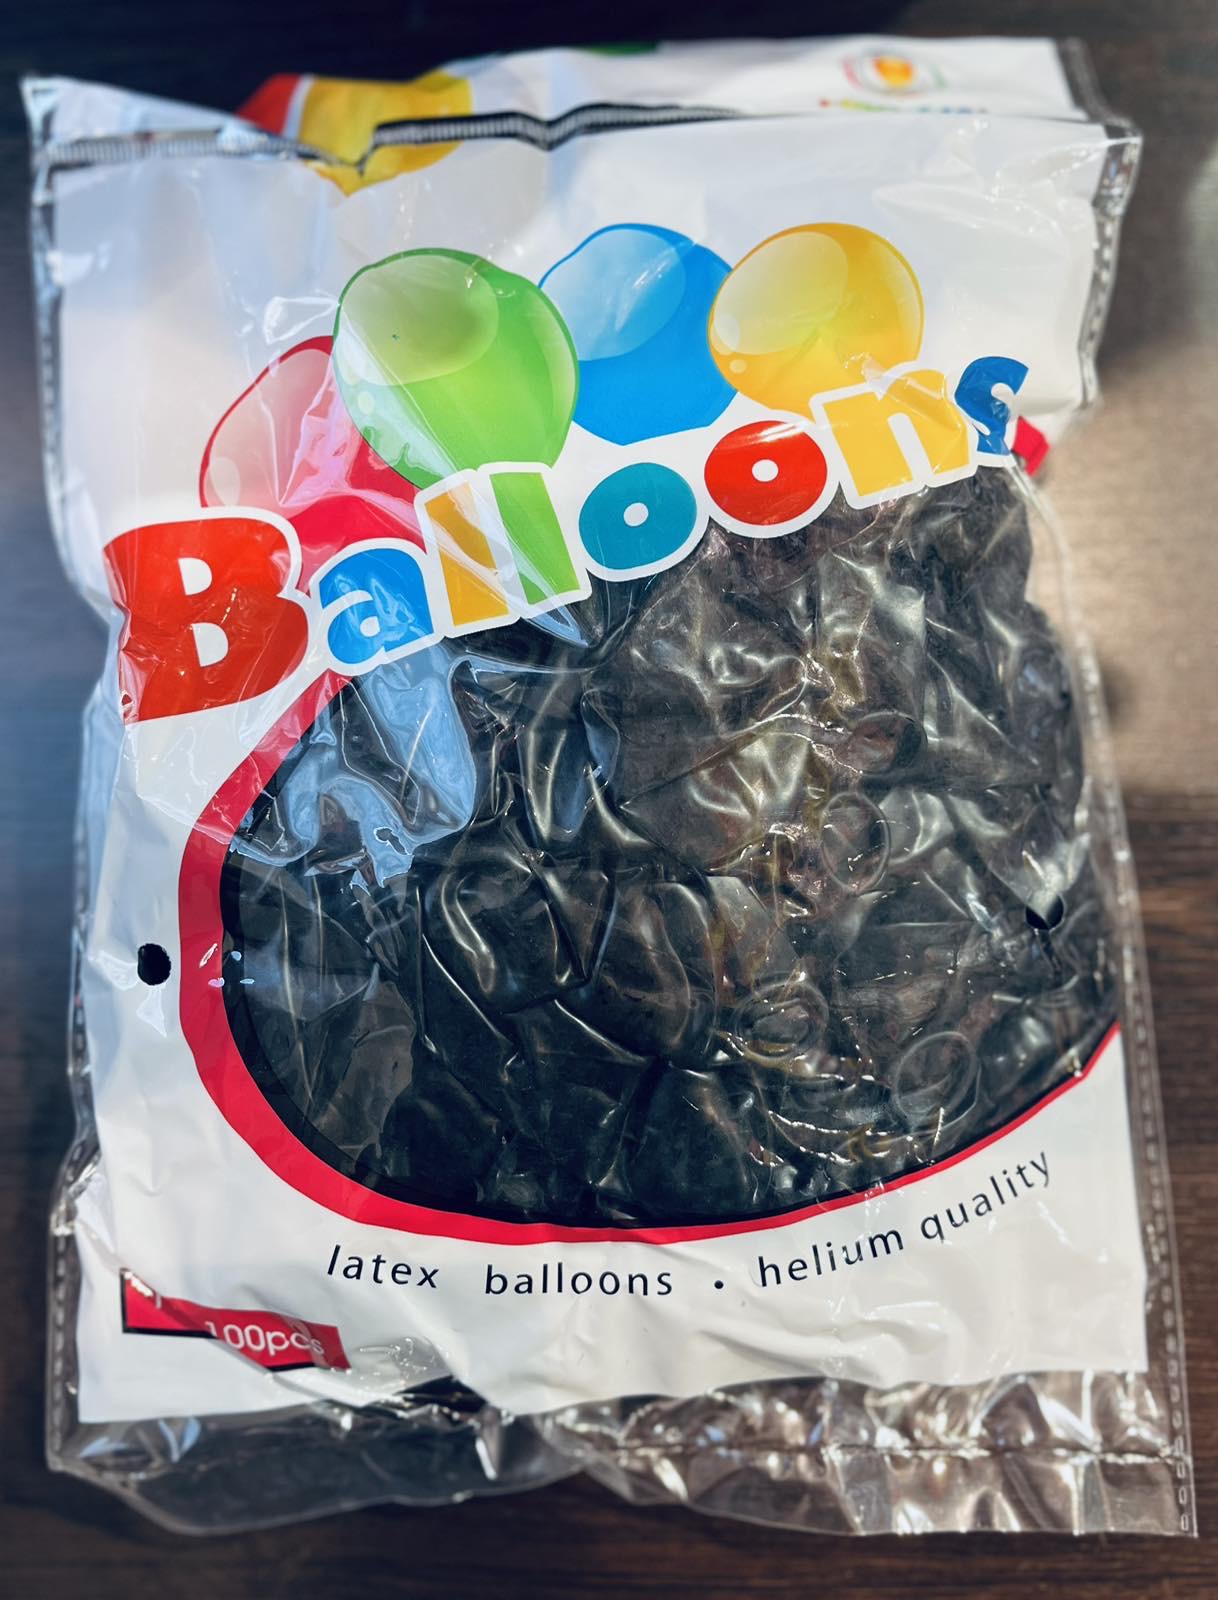 Balloons
latex balloons • helium quality
100pcs